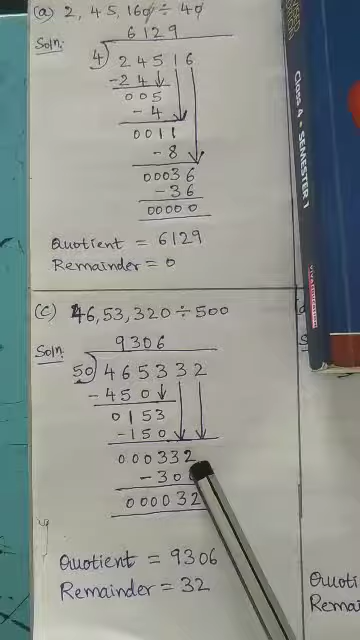 (a) 2,45,160 ÷ 40
Soln.
6129
4) 24516
-24
005
-4
0011
-8
00036
-36
00000
Quotient = 6129
Remainder = 0
Class 4 • SEMESTER 1
(c) 46,53,320 ÷ 500
Soln.
9306
50) 465332
-450
0153
-150
000332
-300
000032
Quotient = 9306
Remainder = 32
Quoti
Remai